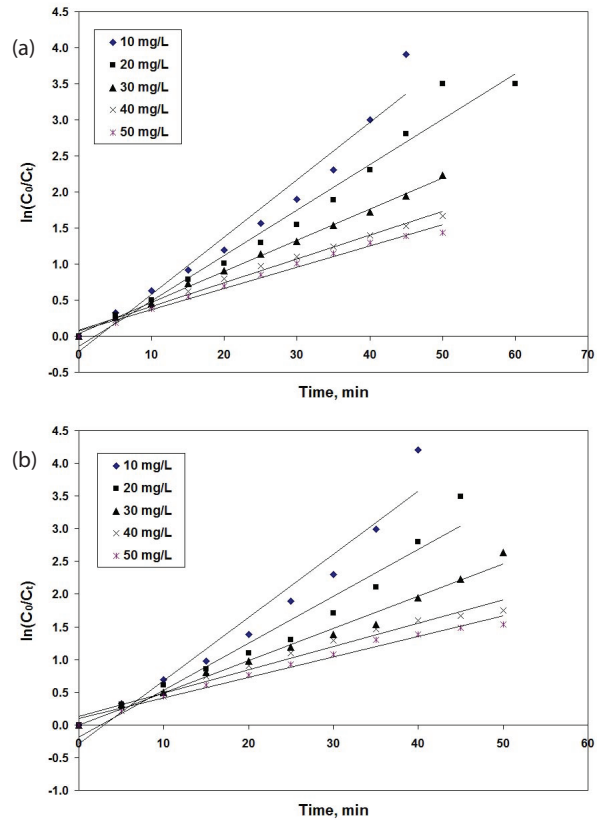 (a)
4.5
4.0
3.5
3.0
2.5
2.0
1.5
1.0
0.5
0.0
-0.5
ln(C0/Ct)
10 mg/L
20 mg/L
30 mg/L
40 mg/L
50 mg/L
0 10 20 30 40 50 60 70
Time, min
(b)
4.5
4.0
3.5
3.0
2.5
2.0
1.5
1.0
0.5
0.0
-0.5
-1.0
ln(C0/Ct)
10 mg/L
20 mg/L
30 mg/L
40 mg/L
50 mg/L
0 10 20 30 40 50 60
Time, min